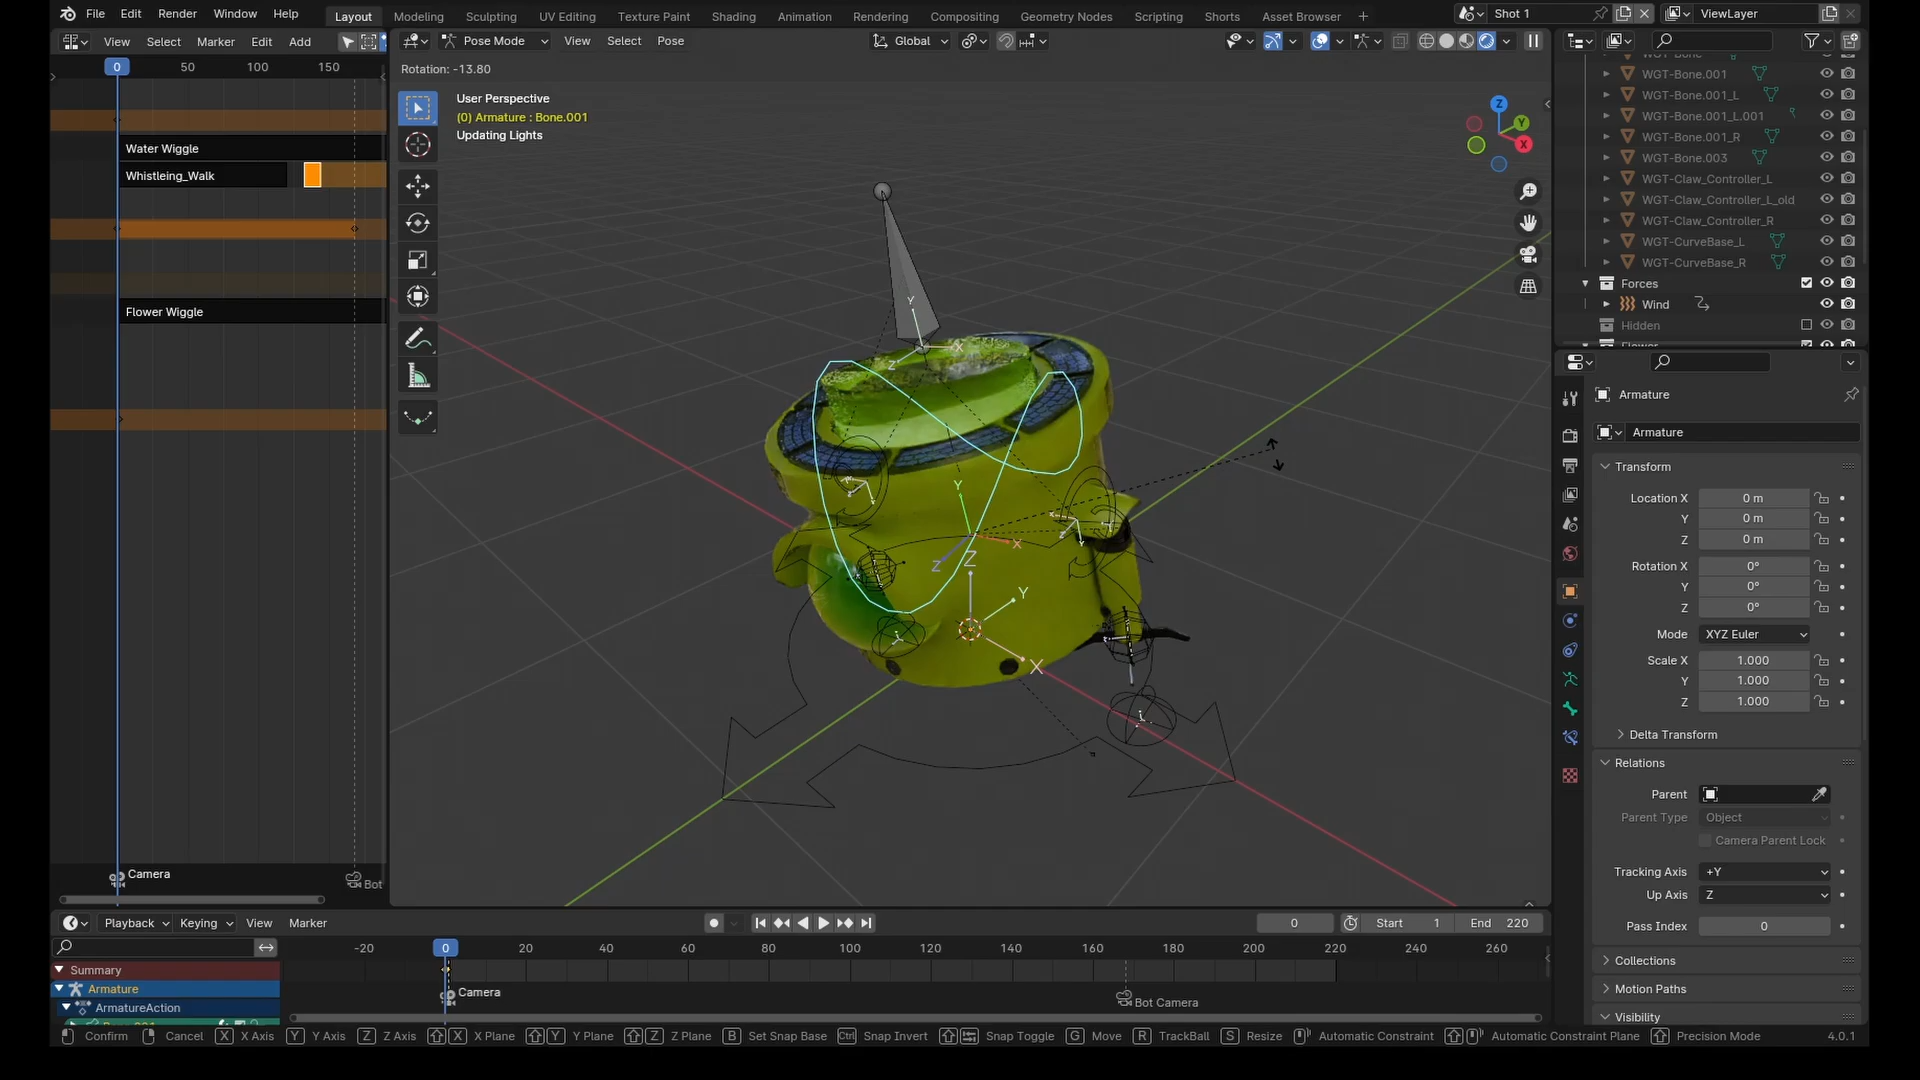 File Edit Render Window Help
Layout Modeling Sculpting UV Editing Texture Paint Shading Animation Rendering Compositing Geometry Nodes Scripting Shorts Asset Browser +
Shot 1
ViewLayer
View Select Marker Edit Add
Pose Mode View Select Pose
Global
0 50 100 150
Water Wiggle
Whistleing_Walk
Flower Wiggle
Camera
Bot
Rotation: -13.80
User Perspective
(0) Armature : Bone.001
Updating Lights
Z
Y
X
Y
X
Z
Y
X
Z
Z
Y
X
WGT-Bone
WGT-Bone.001
WGT-Bone.001_L
WGT-Bone.001_L.001
WGT-Bone.001_R
WGT-Bone.003
WGT-Claw_Controller_L
WGT-Claw_Controller_L_old
WGT-Claw_Controller_R
WGT-CurveBase_L
WGT-CurveBase_R
Forces
Wind
Hidden
Armature
Armature
Transform
Location X 0 m
Y 0 m
Z 0 m
Rotation X 0°
Y 0°
Z 0°
Mode XYZ Euler
Scale X 1.000
Y 1.000
Z 1.000
Delta Transform
Relations
Parent
Parent Type Object
Camera Parent Lock
Tracking Axis +Y
Up Axis Z
Pass Index 0
Collections
Motion Paths
Visibility
Playback Keying View Marker
0 Start 1 End 220
-20 0 20 40 60 80 100 120 140 160 180 200 220 240 260
Summary
Armature
ArmatureAction
Camera
Bot Camera
Confirm Cancel X X Axis Y Y Axis Z Z Axis X X Plane Y Y Plane Z Z Plane B Set Snap Base Ctrl Snap Invert Snap Toggle G Move R TrackBall S Resize Automatic Constraint Automatic Constraint Plane Precision Mode 4.0.1